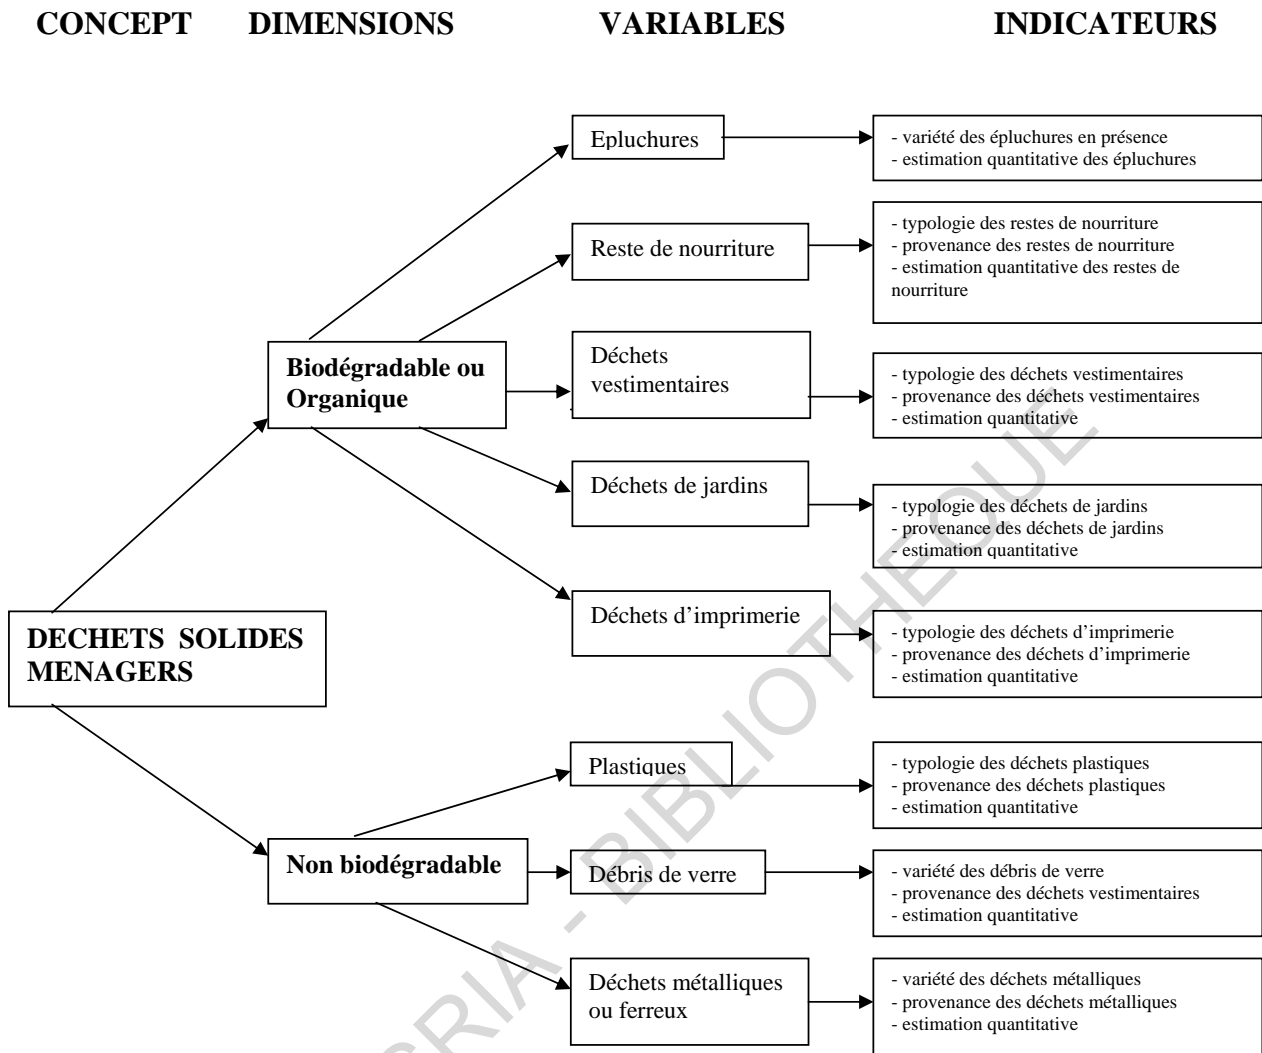 CONCEPT DIMENSIONS VARIABLES INDICATEURS
Epluchures
- variété des épluchures en présence
- estimation quantitative des épluchures
Reste de nourriture
- typologie des restes de nourriture
- provenance des restes de nourriture
- estimation quantitative des restes de
nourriture
Biodégradable ou
Organique
Déchets
vestimentaires
- typologie des déchets vestimentaires
- provenance des déchets vestimentaires
- estimation quantitative
Déchets de jardins
- typologie des déchets de jardins
- provenance des déchets de jardins
- estimation quantitative
Déchets d’imprimerie
- typologie des déchets d’imprimerie
- provenance des déchets d’imprimerie
- estimation quantitative
DECHETS SOLIDES
MENAGERS
Plastiques
- typologie des déchets plastiques
- provenance des déchets plastiques
- estimation quantitative
Non biodégradable
Débris de verre
- variété des débris de verre
- provenance des déchets vestimentaires
- estimation quantitative
Déchets métalliques
ou ferreux
- variété des déchets métalliques
- provenance des déchets métalliques
- estimation quantitative
- BIBLIOTHEQUE